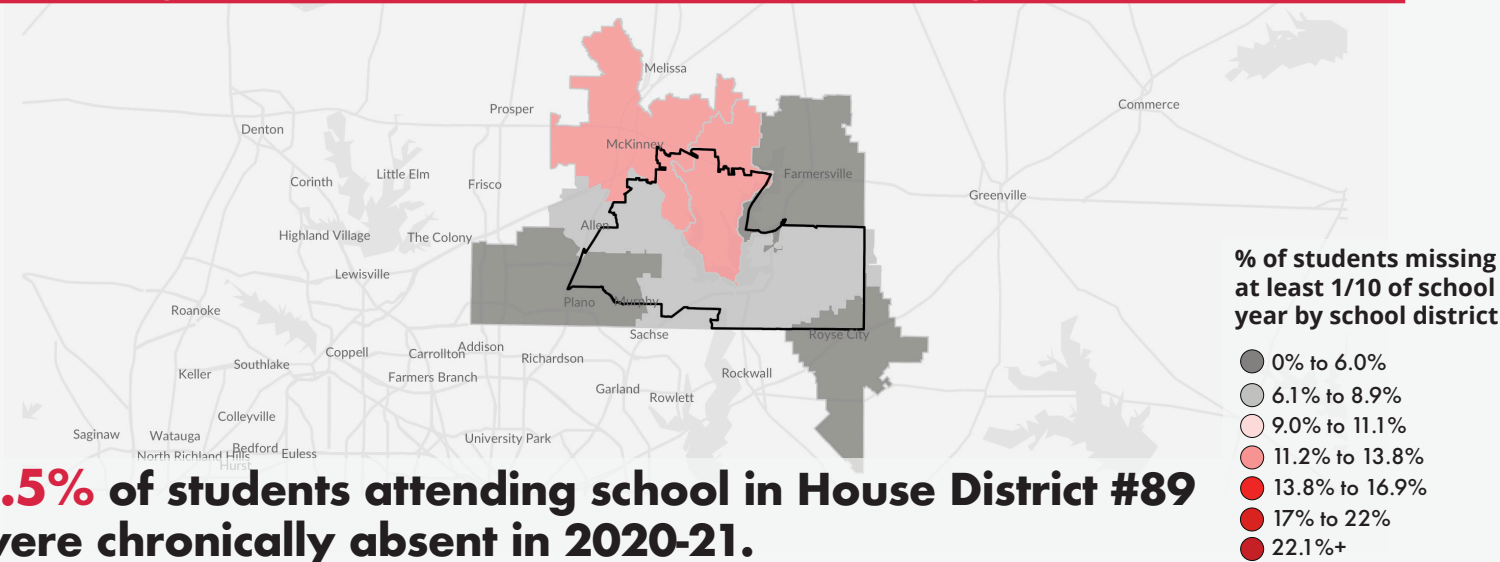 Melissa
Prosper
Commerce
Denton
McKinney
Little Elm
Farmersville
Corinth
Frisco
Greenville
Allen
Highland Village
The Colony
Lewisville
Plano
Murphy
Roanoke
Sachse
Royse City
Addison
Coppell
Carrollton
Richardson
Southlake
Keller
Farmers Branch
Rockwall
Garland
Rowlett
Colleyville
Saginaw
Watauga
University Park
Bedford
North Richland Hills
Euless
Hurst
% of students missing
at least 1/10 of school
year by school district
0% to 6.0%
6.1% to 8.9%
9.0% to 11.1%
11.2% to 13.8%
13.8% to 16.9%
17% to 22%
22.1%+
.5% of students attending school in House District #89
were chronically absent in 2020-21.